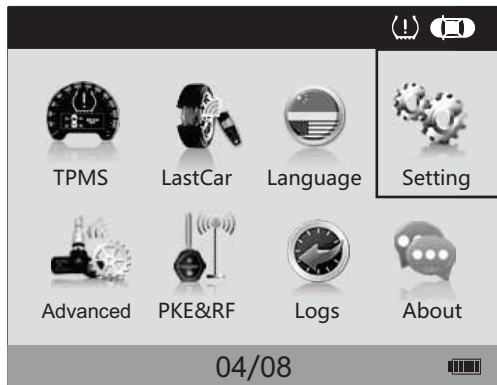 TPMS LastCar Language Setting
Advanced PKE&RF Logs About
04/08